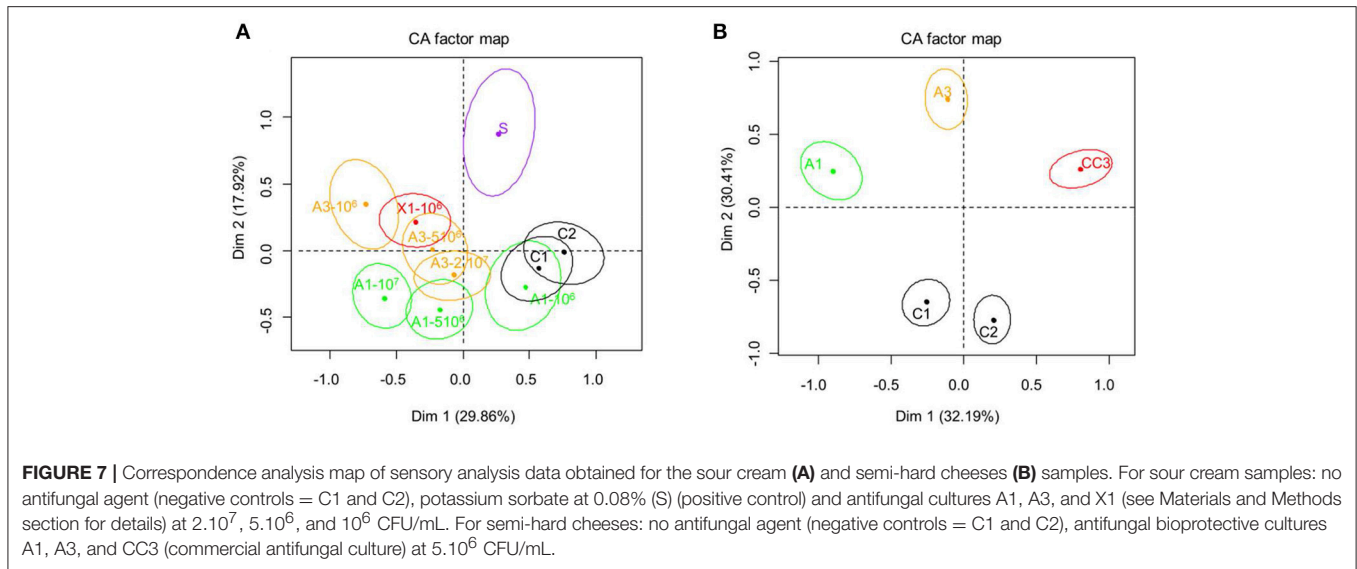 A
CA factor map
Dim 2 (17.92%)
1.0
0.5
0.0
-0.5
S
A3-10⁶
X1-10⁶
A3-510⁶
A3-2.10⁷
C2
C1
A1-10⁷
A1-510⁶
A1-10⁶
-1.0 -0.5 0.0 0.5 1.0
Dim 1 (29.86%)
B
CA factor map
Dim 2 (30.41%)
1.0
0.5
0.0
-0.5
-1.0
A3
A1
CC3
C1
C2
-1.0 -0.5 0.0 0.5 1.0
Dim 1 (32.19%)
FIGURE 7 | Correspondence analysis map of sensory analysis data obtained for the sour cream (A) and semi-hard cheeses (B) samples. For sour cream samples: no
antifungal agent (negative controls = C1 and C2), potassium sorbate at 0.08% (S) (positive control) and antifungal cultures A1, A3, and X1 (see Materials and Methods
section for details) at 2.10⁷, 5.10⁶, and 10⁶ CFU/mL. For semi-hard cheeses: no antifungal agent (negative controls = C1 and C2), antifungal bioprotective cultures
A1, A3, and CC3 (commercial antifungal culture) at 5.10⁶ CFU/mL.